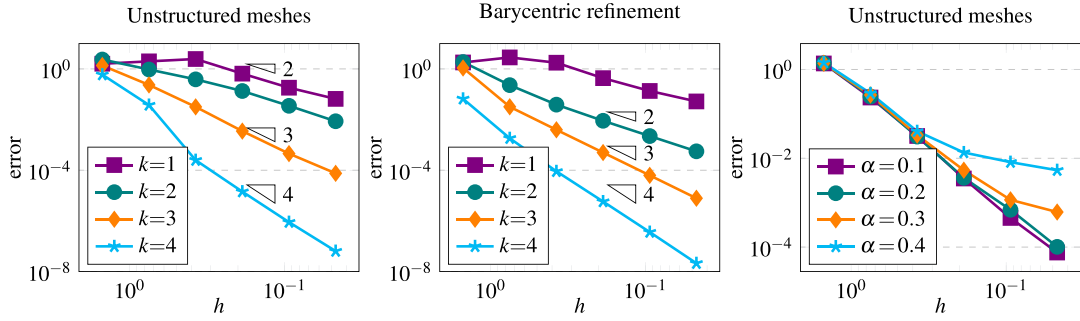 Unstructured meshes
error
10^0
10^−4
10^−8
2
3
4
k=1
k=2
k=3
k=4
10^0
10^−1
h
Barycentric refinement
error
10^0
10^−4
10^−8
2
3
4
k=1
k=2
k=3
k=4
10^0
10^−1
h
Unstructured meshes
error
10^0
10^−2
10^−4
α=0.1
α=0.2
α=0.3
α=0.4
10^0
10^−1
h